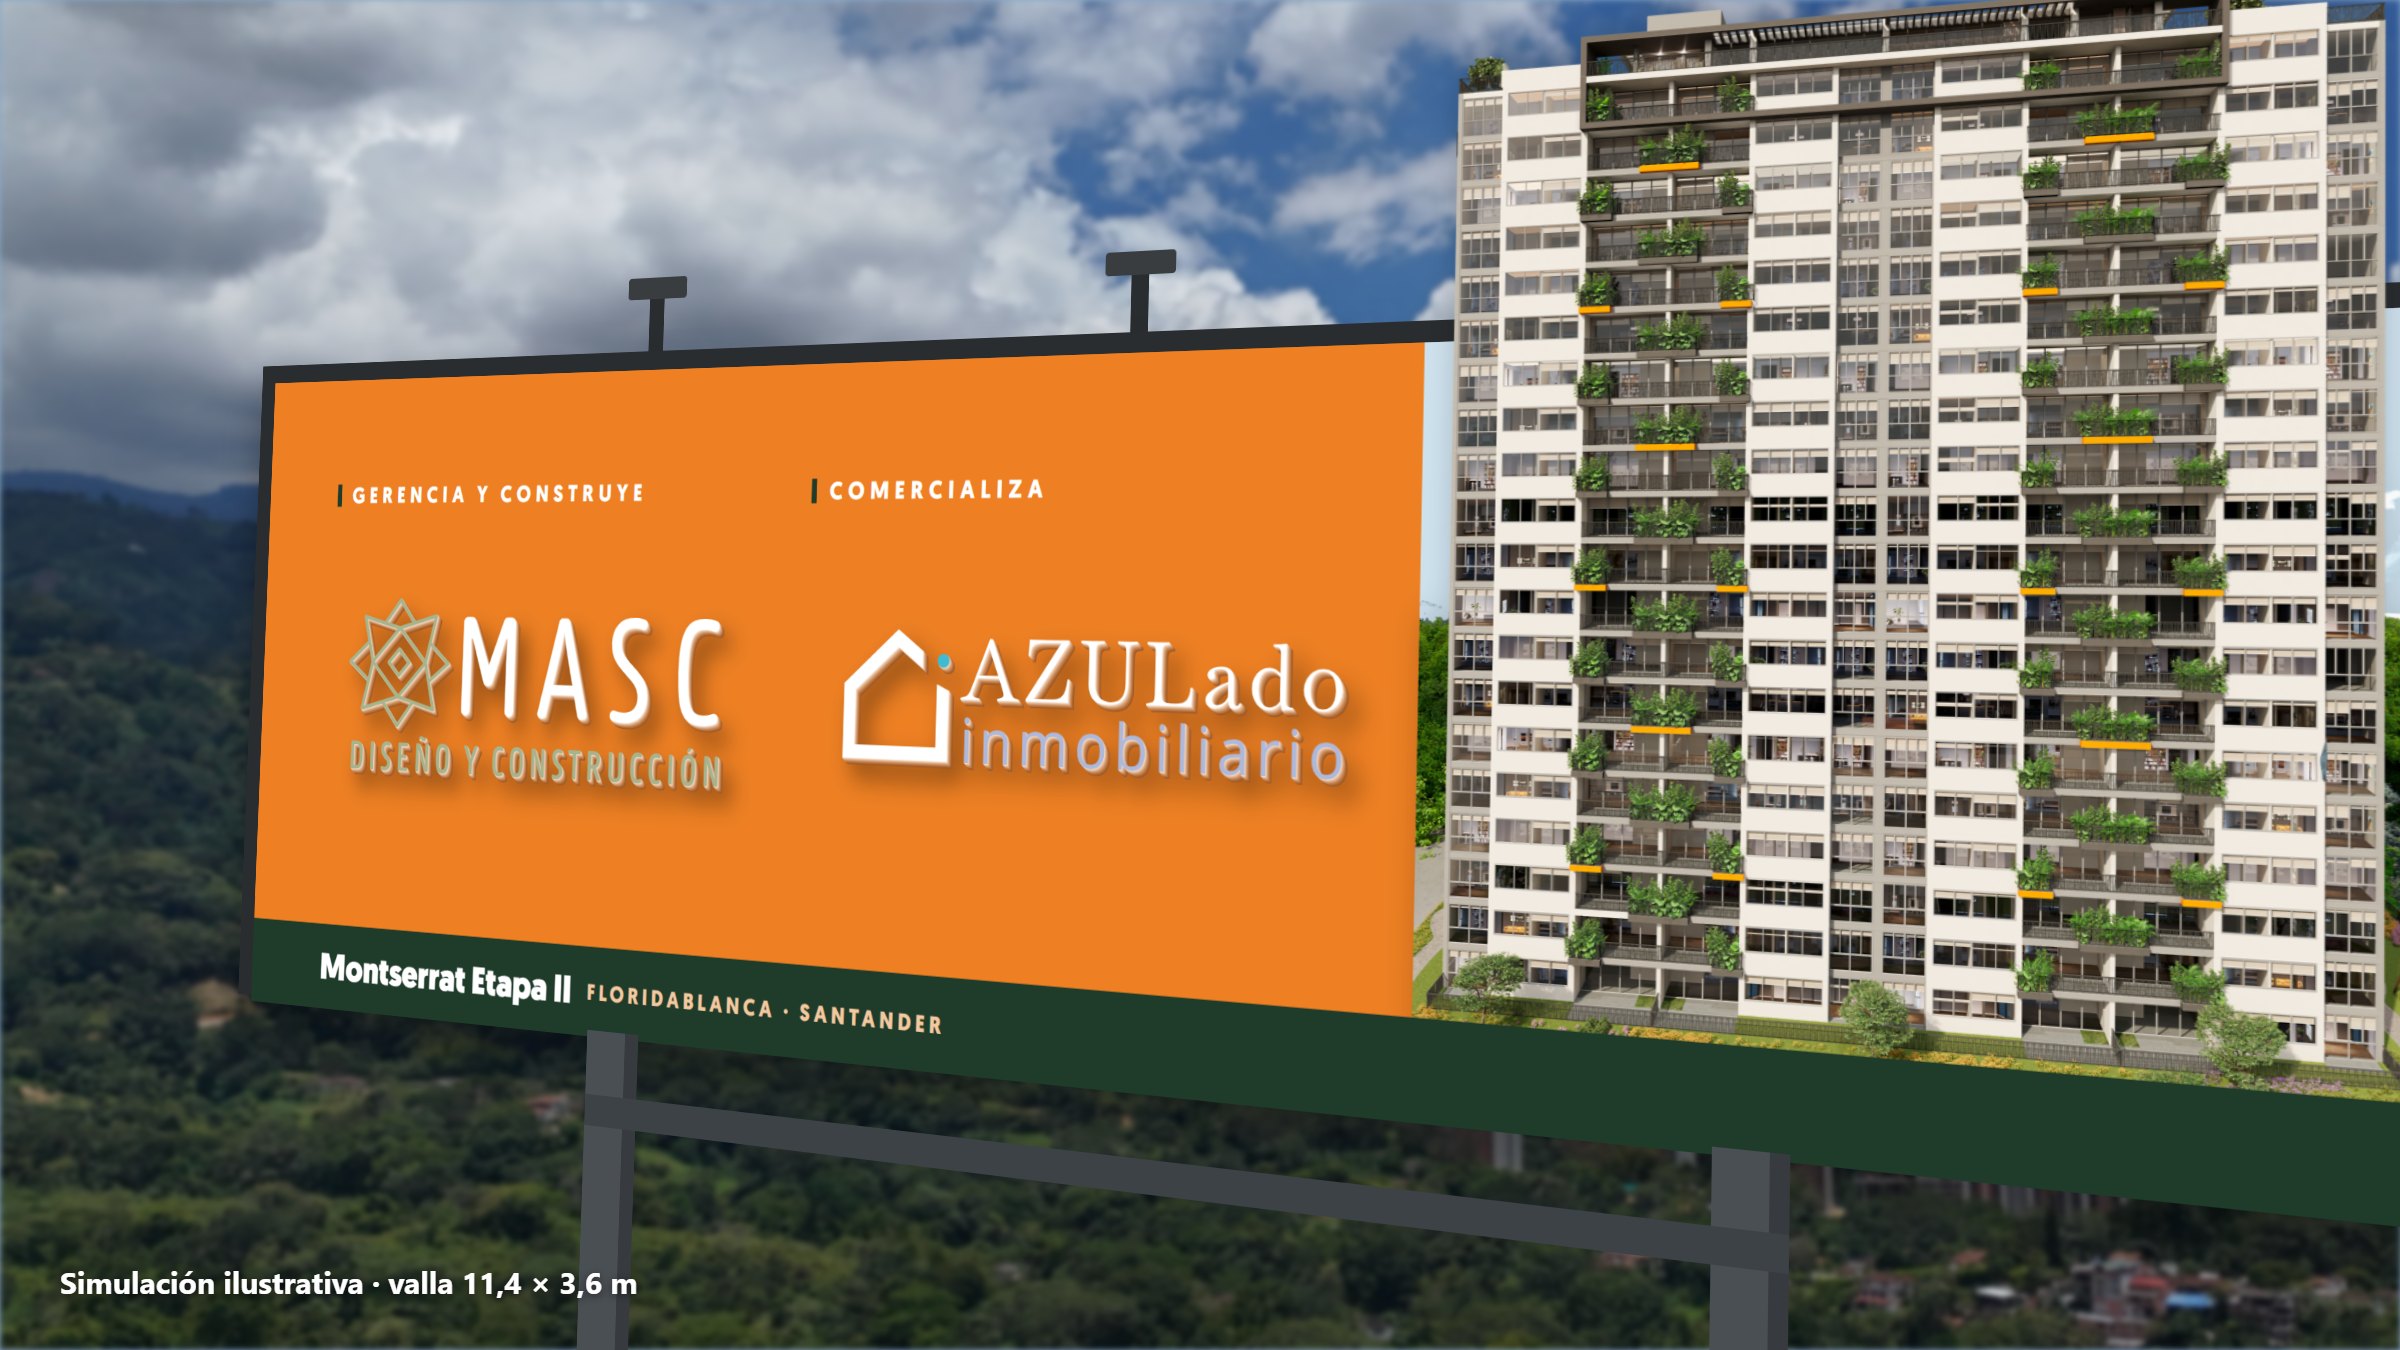 GERENCIA Y CONSTRUYE
COMERCIALIZA
MASC
DISEÑO Y CONSTRUCCIÓN
AZULado
inmobiliario
Montserrat Etapa II FLORIDABLANCA · SANTANDER
Simulación ilustrativa · valla 11,4 × 3,6 m